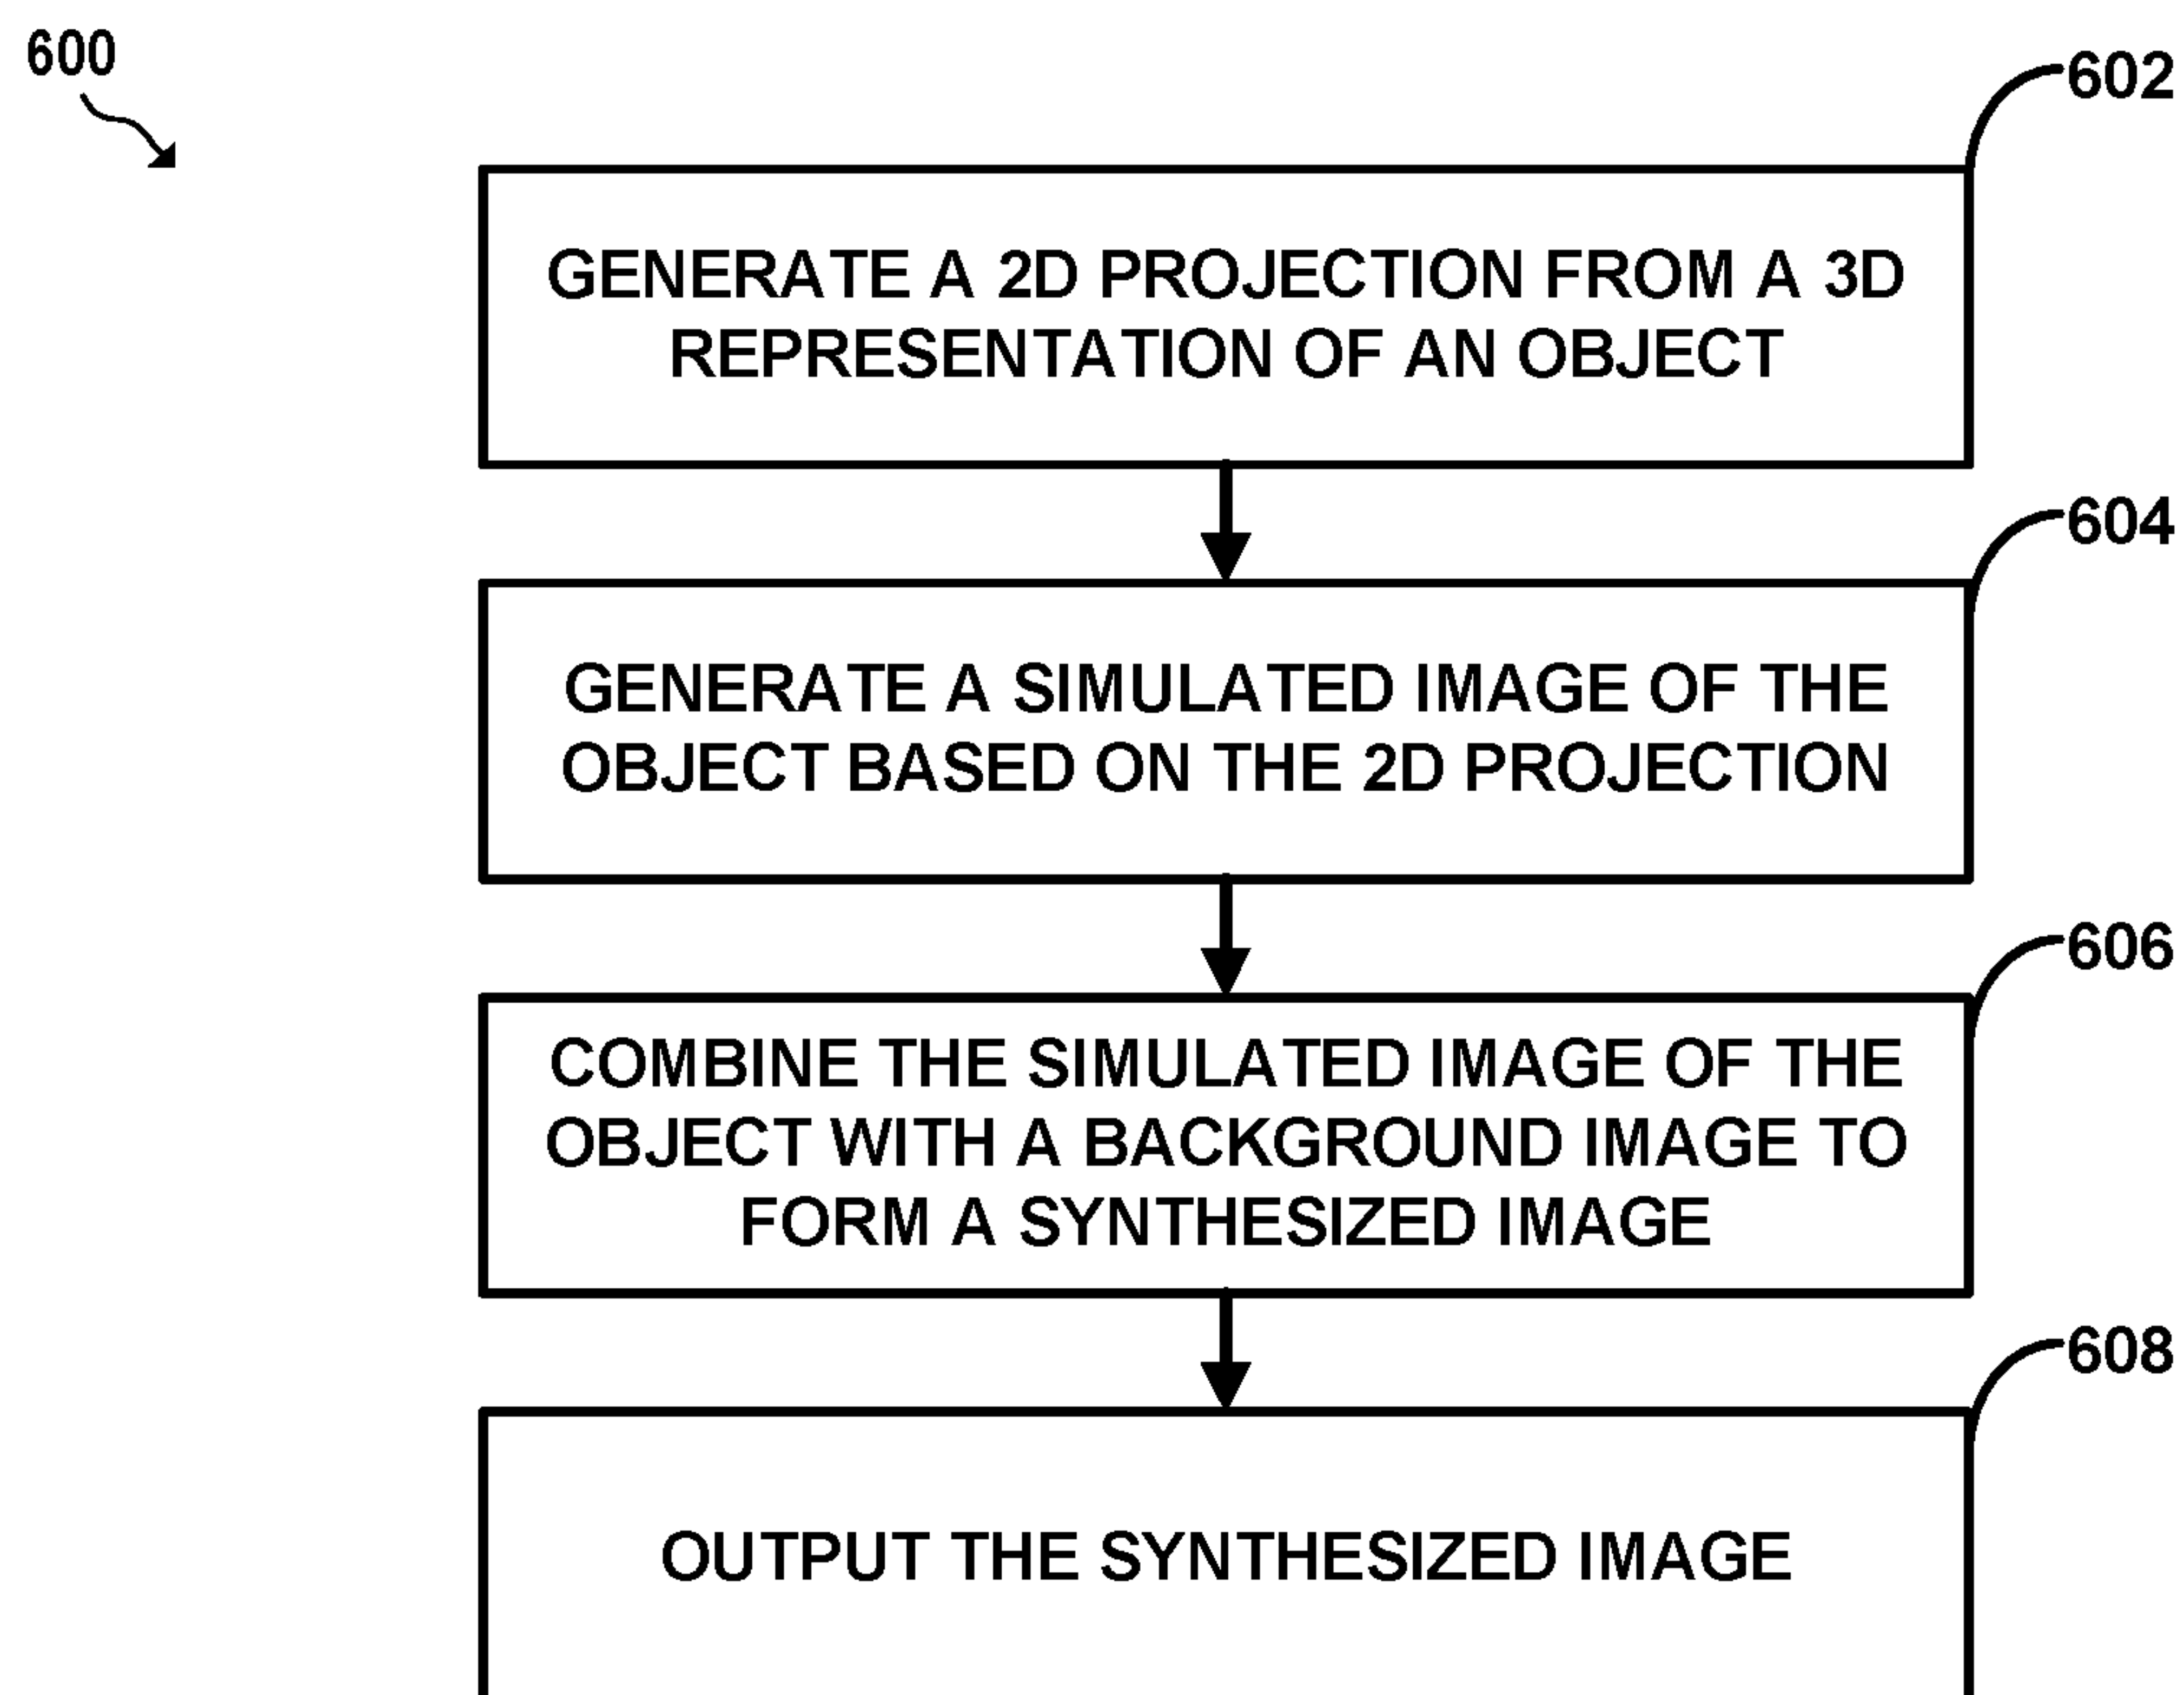 600
602
GENERATE A 2D PROJECTION FROM A 3D
REPRESENTATION OF AN OBJECT
604
GENERATE A SIMULATED IMAGE OF THE
OBJECT BASED ON THE 2D PROJECTION
606
COMBINE THE SIMULATED IMAGE OF THE
OBJECT WITH A BACKGROUND IMAGE TO
FORM A SYNTHESIZED IMAGE
608
OUTPUT THE SYNTHESIZED IMAGE